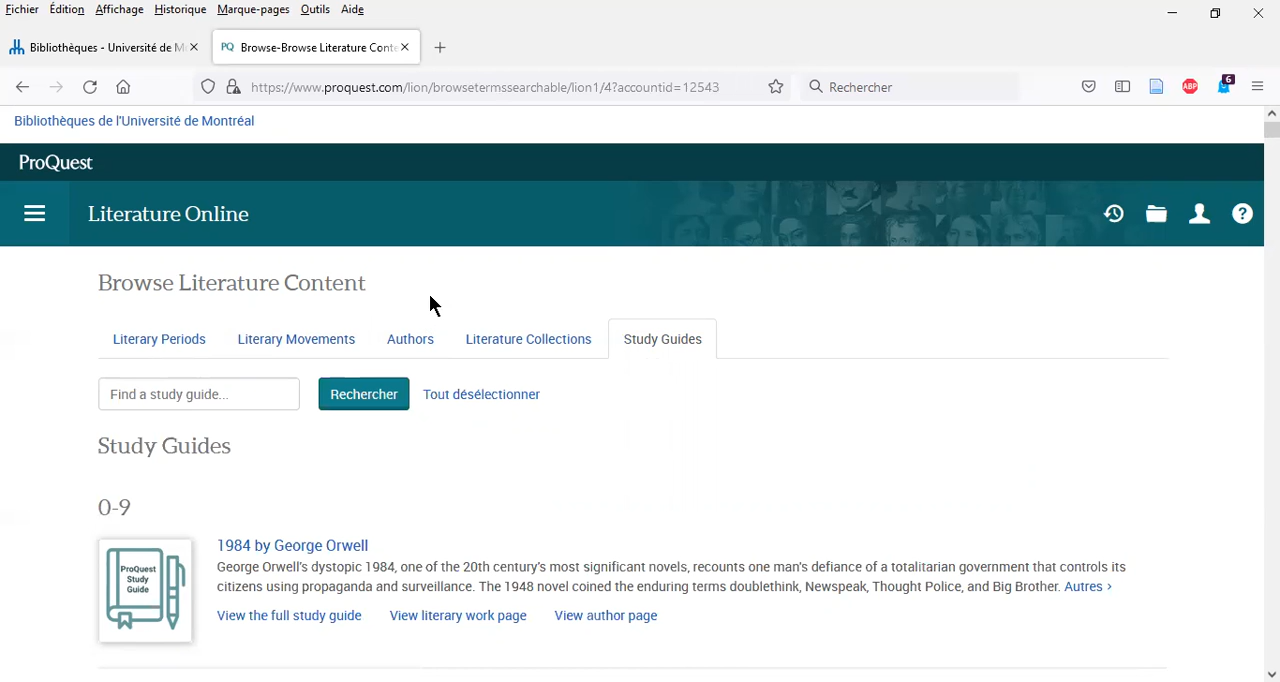 Fichier Édition Affichage Historique Marque-pages Outils Aide
Bibliothèques - Université de M
PQ Browse-Browse Literature Cont
https://www.proquest.com/lion/browsetermssearchable/lion1/4?accountid=12543
Rechercher
ABP
6
Bibliothèques de l'Université de Montréal
ProQuest
Literature Online
?
Browse Literature Content
Literary Periods Literary Movements Authors Literature Collections Study Guides
Find a study guide... Rechercher Tout désélectionner
Study Guides
0-9
ProQuest
Study
Guide
1984 by George Orwell
George Orwell's dystopic 1984, one of the 20th century's most significant novels, recounts one man's defiance of a totalitarian government that controls its
citizens using propaganda and surveillance. The 1948 novel coined the enduring terms doublethink, Newspeak, Thought Police, and Big Brother. Autres >
View the full study guide View literary work page View author page